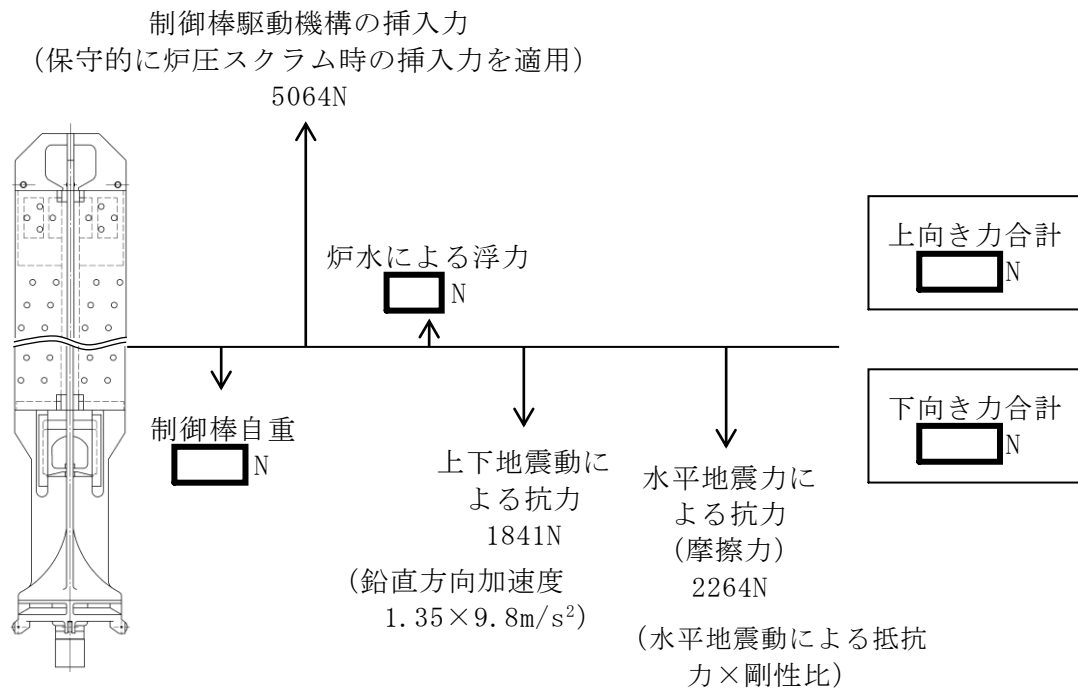 制御棒駆動機構の挿入力
(保守的に炉圧スクラム時の挿入力を適用)
5064N
炉水による浮力
N
上向き力合計
N
制御棒自重
N
上下地震動に
よる抗力
1841N
(鉛直方向加速度
1.35×9.8m/s²)
水平地震力に
よる抗力
(摩擦力)
2264N
(水平地震動による抵抗
力×剛性比)
下向き力合計
N